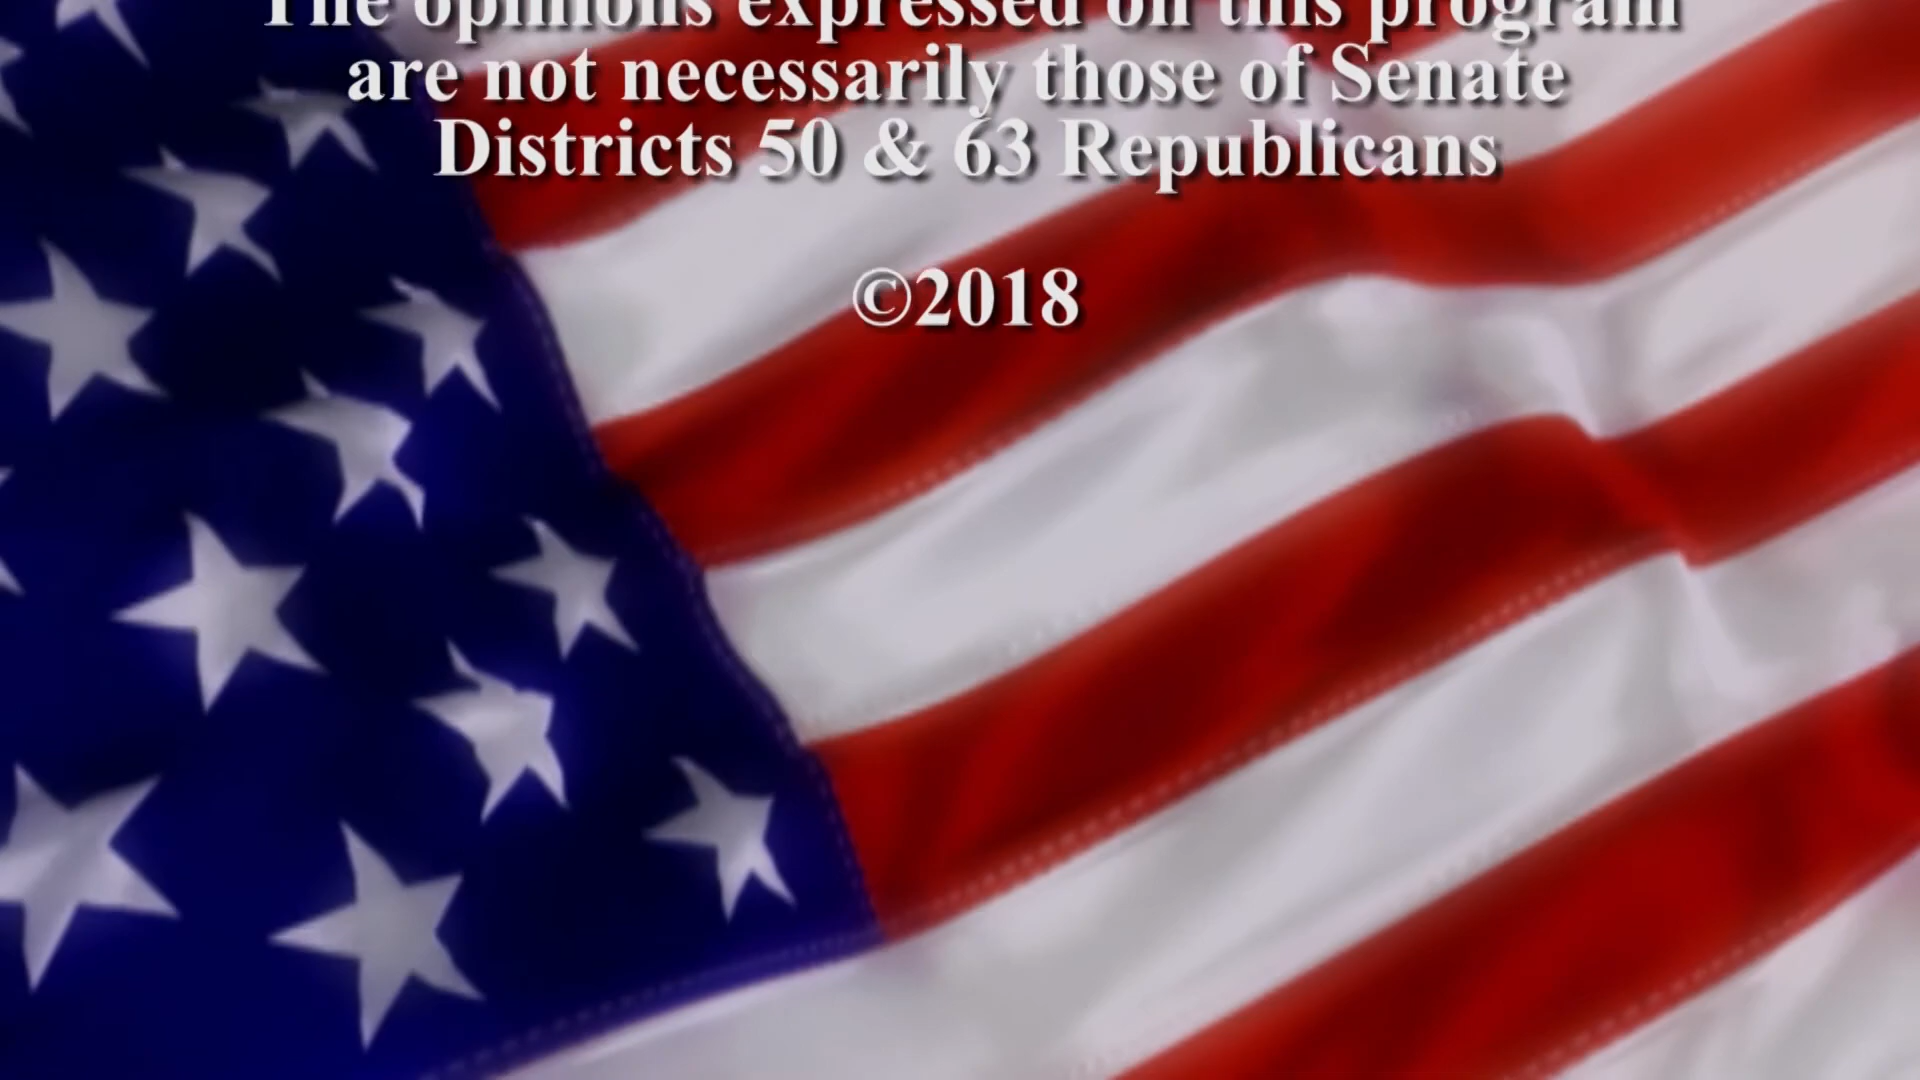 The opinions expressed on this program
are not necessarily those of Senate
Districts 50 & 63 Republicans
©2018